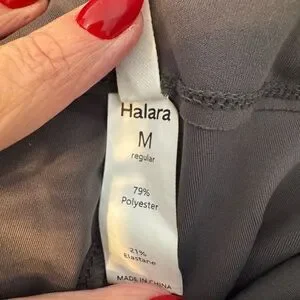 Halara
M
regular
79%
Polyester
21%
Elastane
MADE IN CHINA